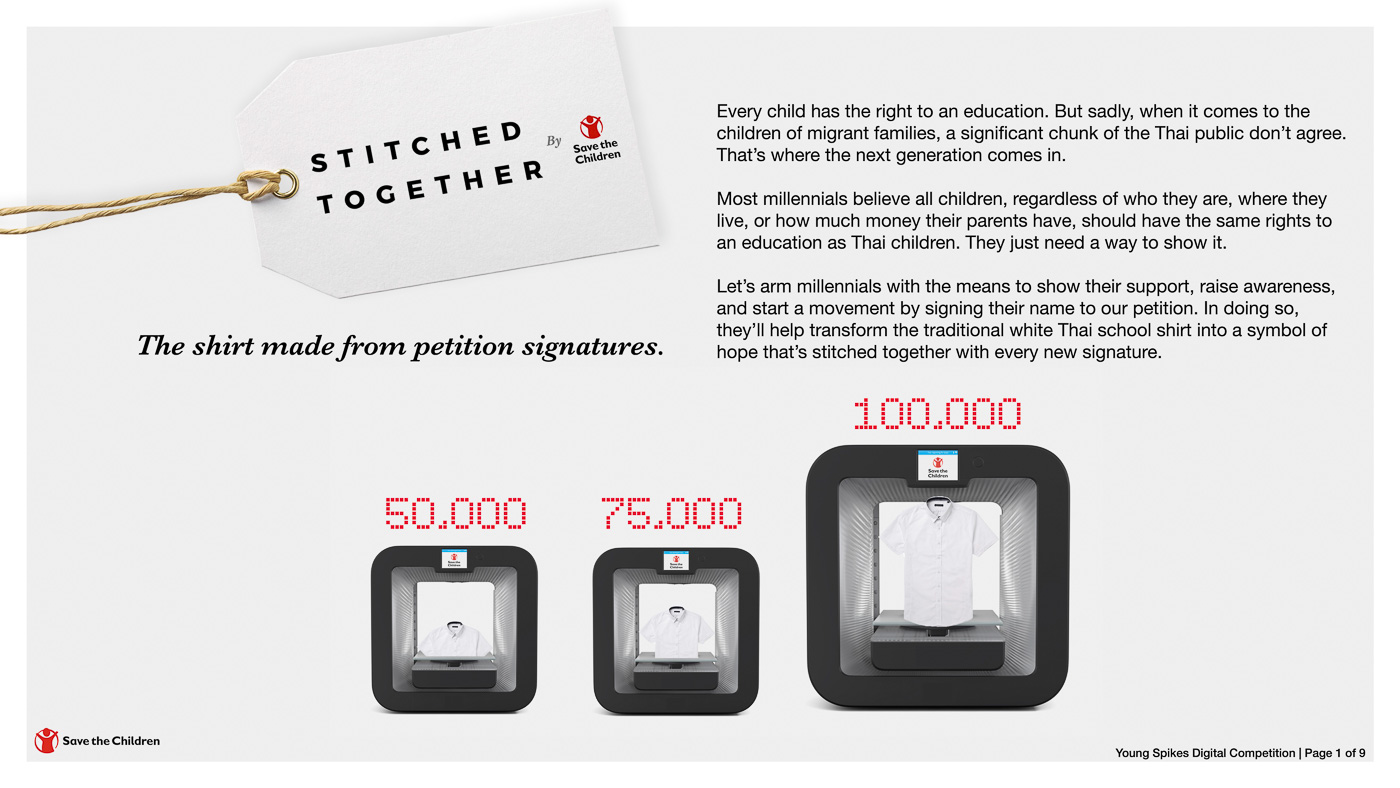 STITCHED
TOGETHER
By
Save the
Children
The shirt made from petition signatures.
Every child has the right to an education. But sadly, when it comes to the
children of migrant families, a significant chunk of the Thai public don’t agree.
That’s where the next generation comes in.
Most millennials believe all children, regardless of who they are, where they
live, or how much money their parents have, should have the same rights to
an education as Thai children. They just need a way to show it.
Let’s arm millennials with the means to show their support, raise awareness,
and start a movement by signing their name to our petition. In doing so,
they’ll help transform the traditional white Thai school shirt into a symbol of
hope that’s stitched together with every new signature.
50.000
Save the
Children
75.000
Save the
Children
100.000
Save the
Children
Save the Children
Young Spikes Digital Competition | Page 1 of 9